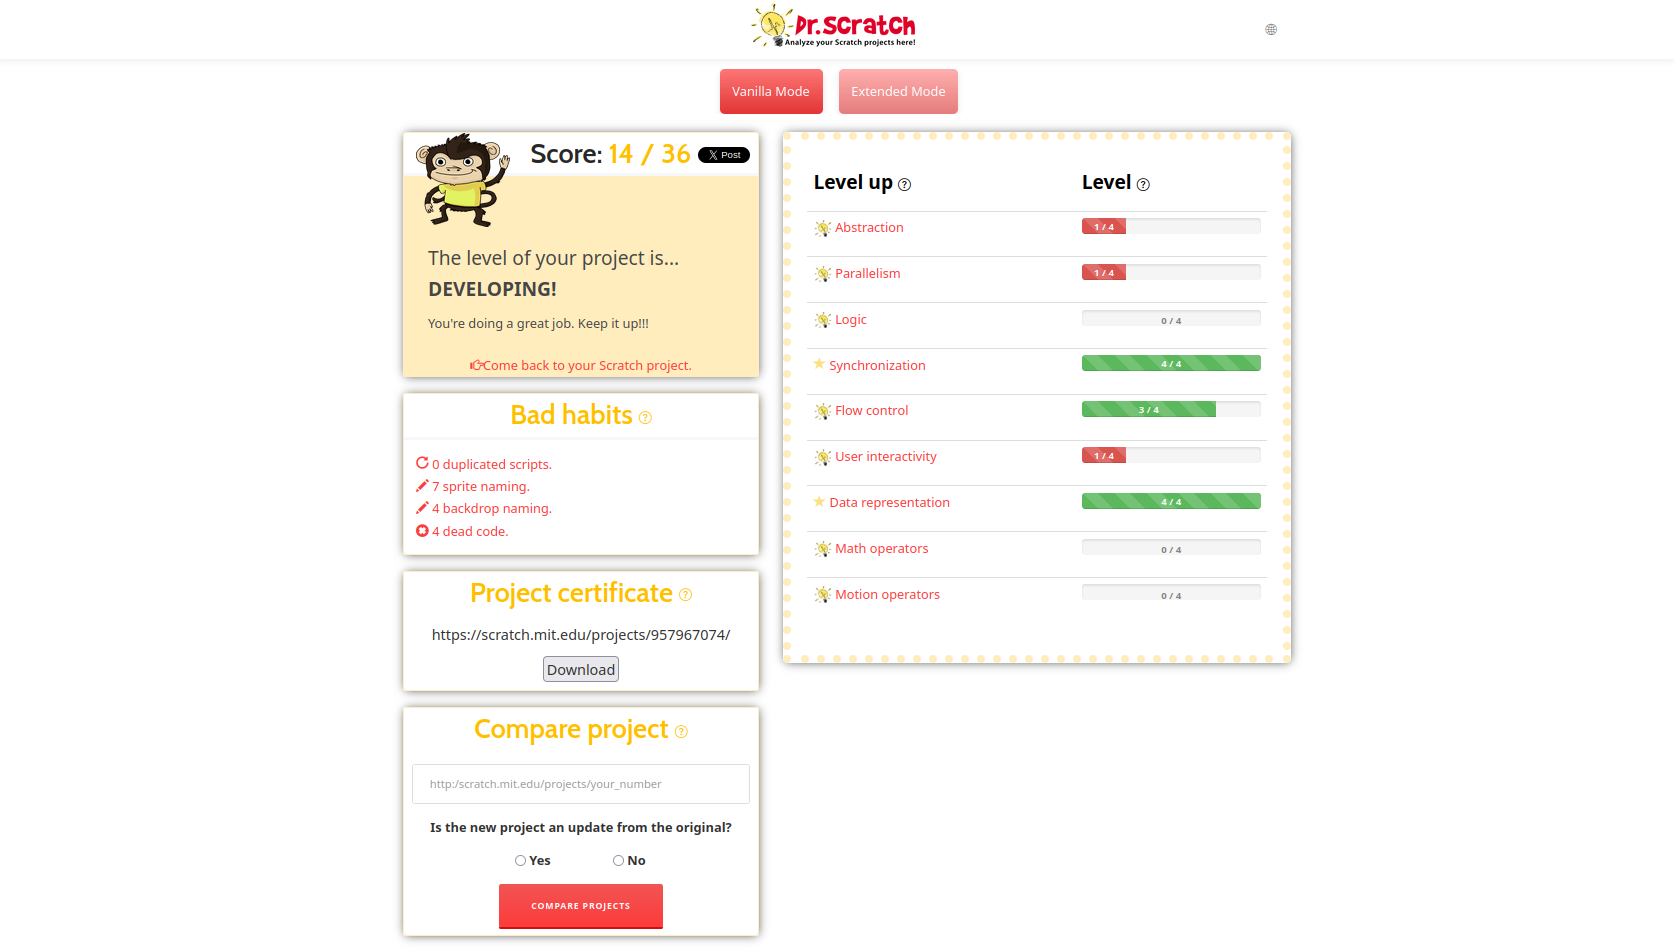 Dr.Scratch
Analyze your Scratch projects here!
Vanilla Mode
Extended Mode
Score: 14 / 36
Post
The level of your project is...
DEVELOPING!
You're doing a great job. Keep it up!!!
Come back to your Scratch project.
Bad habits ?
0 duplicated scripts.
7 sprite naming.
4 backdrop naming.
4 dead code.
Project certificate ?
https://scratch.mit.edu/projects/957967074/
Download
Compare project ?
http:/scratch.mit.edu/projects/your_number
Is the new project an update from the original?
Yes No
COMPARE PROJECTS
Level up ? Level ?
Abstraction 1 / 4
Parallelism 1 / 4
Logic 0 / 4
Synchronization 4 / 4
Flow control 3 / 4
User interactivity 1 / 4
Data representation 4 / 4
Math operators 0 / 4
Motion operators 0 / 4